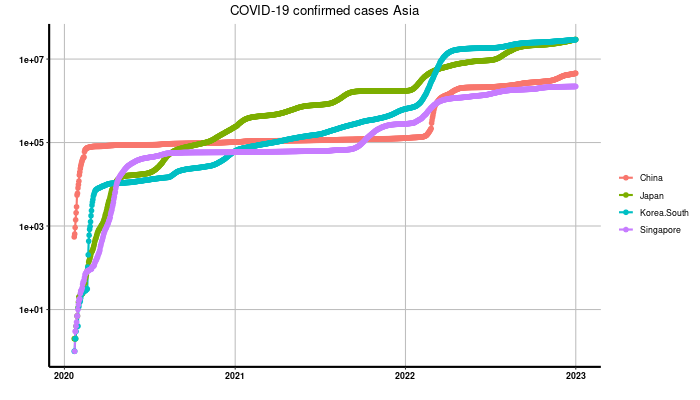 COVID-19 confirmed cases Asia
1e+07
1e+05
1e+03
1e+01
2020
2021
2022
2023
China
Japan
Korea.South
Singapore